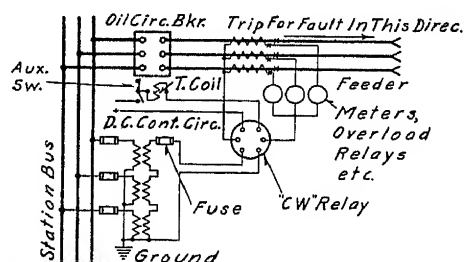 Oil Circ. Bkr.
Trip For Fault In This Direc.
Aux.
Sw.
T. Coil
Feeder
Meters,
Overload
Relays
etc.
D.C. Cont. Circ.
+
Station Bus
Fuse
"CW" Relay
Ground